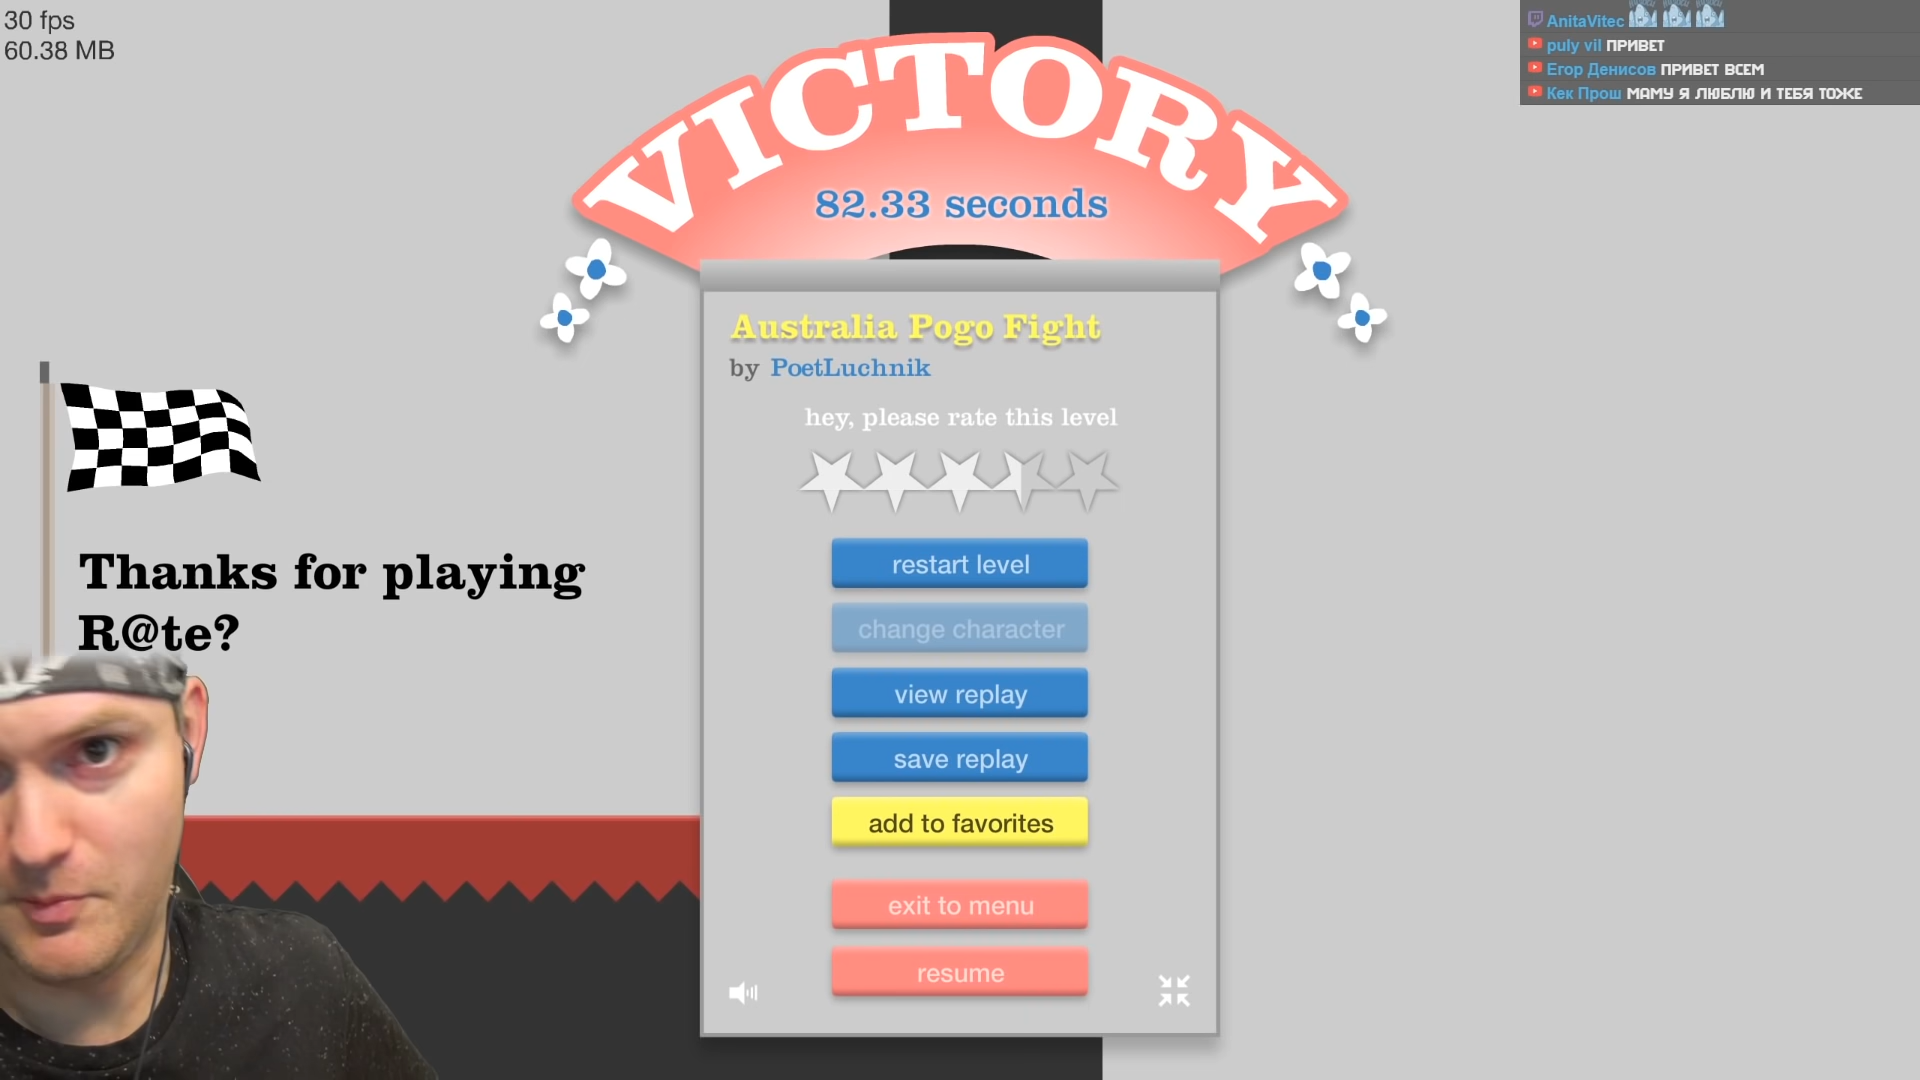 30 fps
60.38 MB
AnitaVitec
puly vil ПРИВЕТ
Егор Денисов ПРИВЕТ ВСЕМ
Кек Прош МАМУ Я ЛЮБЛЮ И ТЕБЯ ТОЖЕ
VICTORY
82.33 seconds
Australia Pogo Fight
by PoetLuchnik
hey, please rate this level
restart level
change character
view replay
save replay
add to favorites
exit to menu
resume
Thanks for playing
R@te?